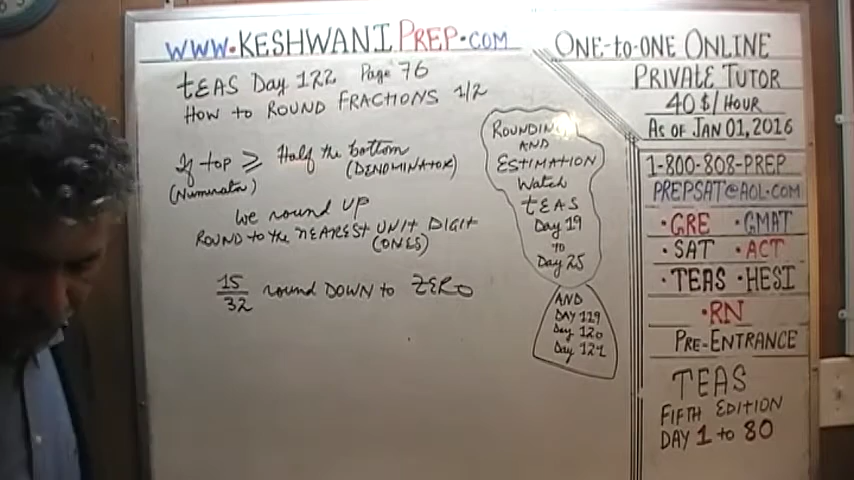 WWW.KESHWANIPREP.COM
tEAS Day 122 Page 76
HOW to ROUND FRACTIONS 1/2
If top ≥ Half the bottom
(Numerator) (DENOMINATOR)
We round UP
ROUND to the NEAREST UNIT DIGIT
(ONES)
15/32 round DOWN to ZERO
ROUNDING
AND
ESTIMATION
Watch
tEAS
Day 19
to
Day 25
AND
DAY 119
Day 120
Day 121
ONE-to-ONE ONLINE
PRIVATE TUTOR
40 $/HOUR
AS OF JAN 01, 2016
1-800-808-PREP
PREPSAT@AOL.COM
•GRE •GMAT
•SAT •ACT
•TEAS •HESI
•RN
PRE-ENTRANCE
TEAS
FIFTH EDITION
DAY 1 to 80